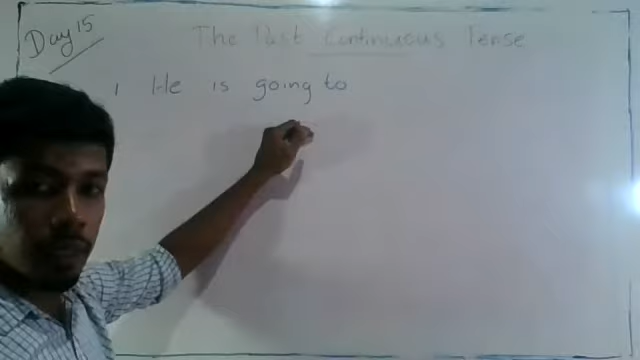 Day 15
The Past Continuous Tense
1 He is going to